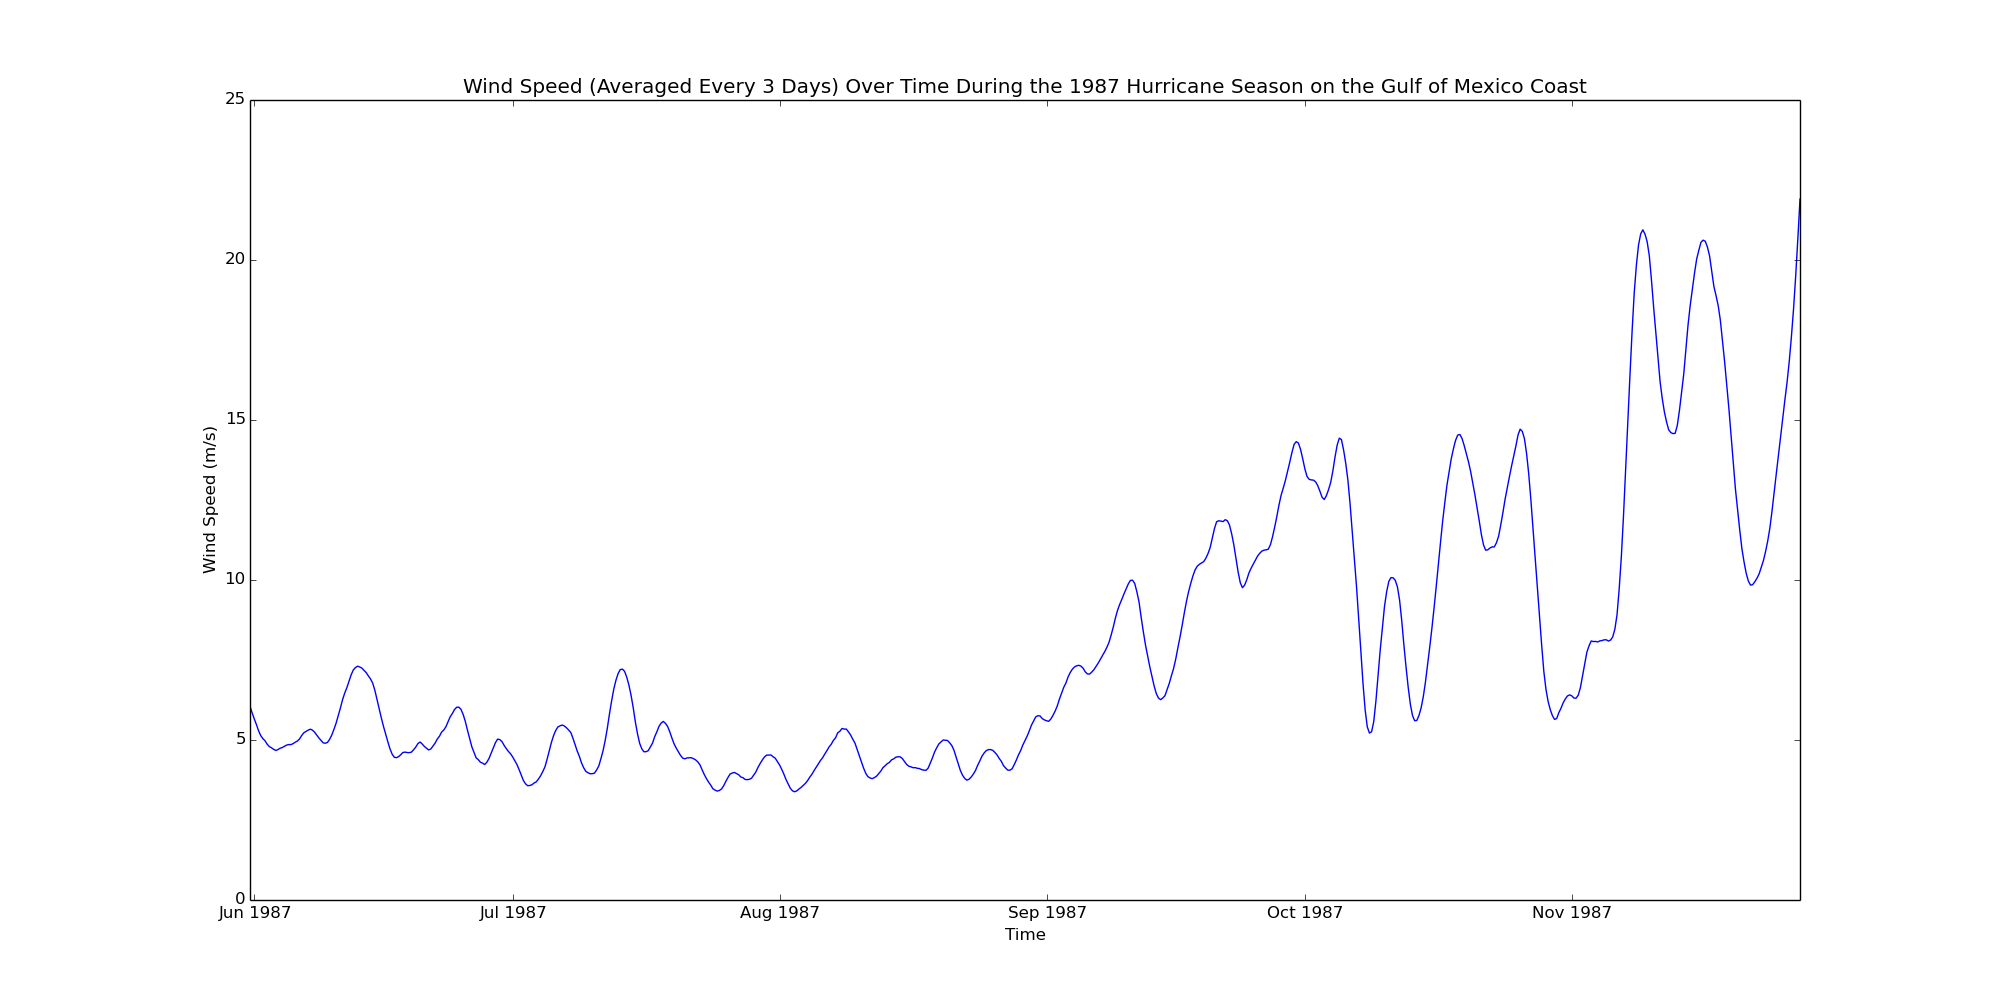 Wind Speed (Averaged Every 3 Days) Over Time During the 1987 Hurricane Season on the Gulf of Mexico Coast
25
20
15
10
5
0
Wind Speed (m/s)
Jun 1987 Jul 1987 Aug 1987 Sep 1987 Oct 1987 Nov 1987
Time